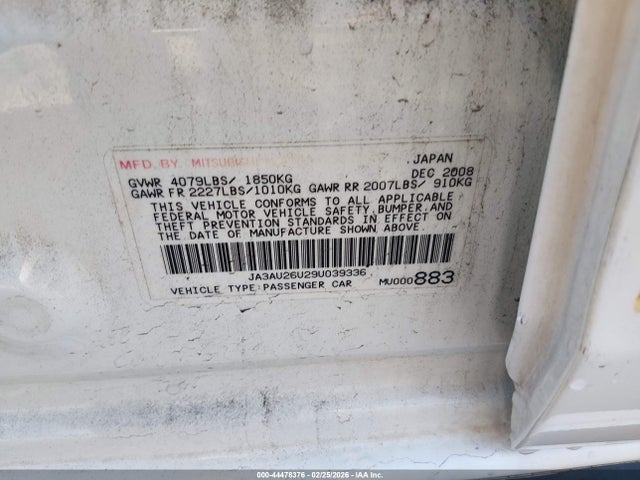 MFD. BY MITSUBISHI
JAPAN
GVWR 4079LBS/ 1850KG DEC 2008
GAWR FR 2227LBS/1010KG GAWR RR 2007LBS/ 910KG
THIS VEHICLE CONFORMS TO ALL APPLICABLE
FEDERAL MOTOR VEHICLE SAFETY,BUMPER,AND
THEFT PREVENTION STANDARDS IN EFFECT ON
THE DATE OF MANUFACTURE SHOWN ABOVE.
JA3AU26U29U039336
VEHICLE TYPE:PASSENGER CAR MU000883
000-44478376 | 02/25/2026 | IAA Inc.